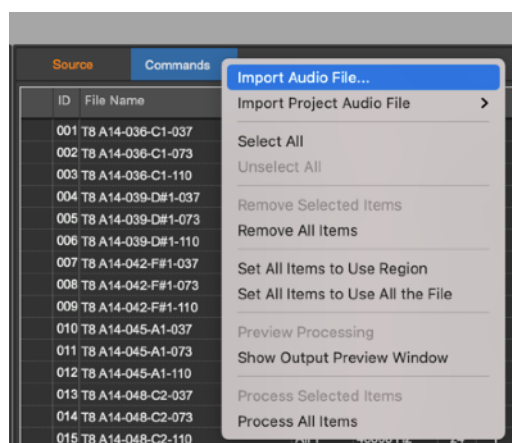 Source Commands
ID File Name
001 T8 A14-036-C1-037
002 T8 A14-036-C1-073
003 T8 A14-036-C1-110
004 T8 A14-039-D#1-037
005 T8 A14-039-D#1-073
006 T8 A14-039-D#1-110
007 T8 A14-042-F#1-037
008 T8 A14-042-F#1-073
009 T8 A14-042-F#1-110
010 T8 A14-045-A1-037
011 T8 A14-045-A1-073
012 T8 A14-045-A1-110
013 T8 A14-048-C2-037
014 T8 A14-048-C2-073
015 T8 A14-048-C2-110
Import Audio File...
Import Project Audio File
Select All
Unselect All
Remove Selected Items
Remove All Items
Set All Items to Use Region
Set All Items to Use All the File
Preview Processing
Show Output Preview Window
Process Selected Items
Process All Items